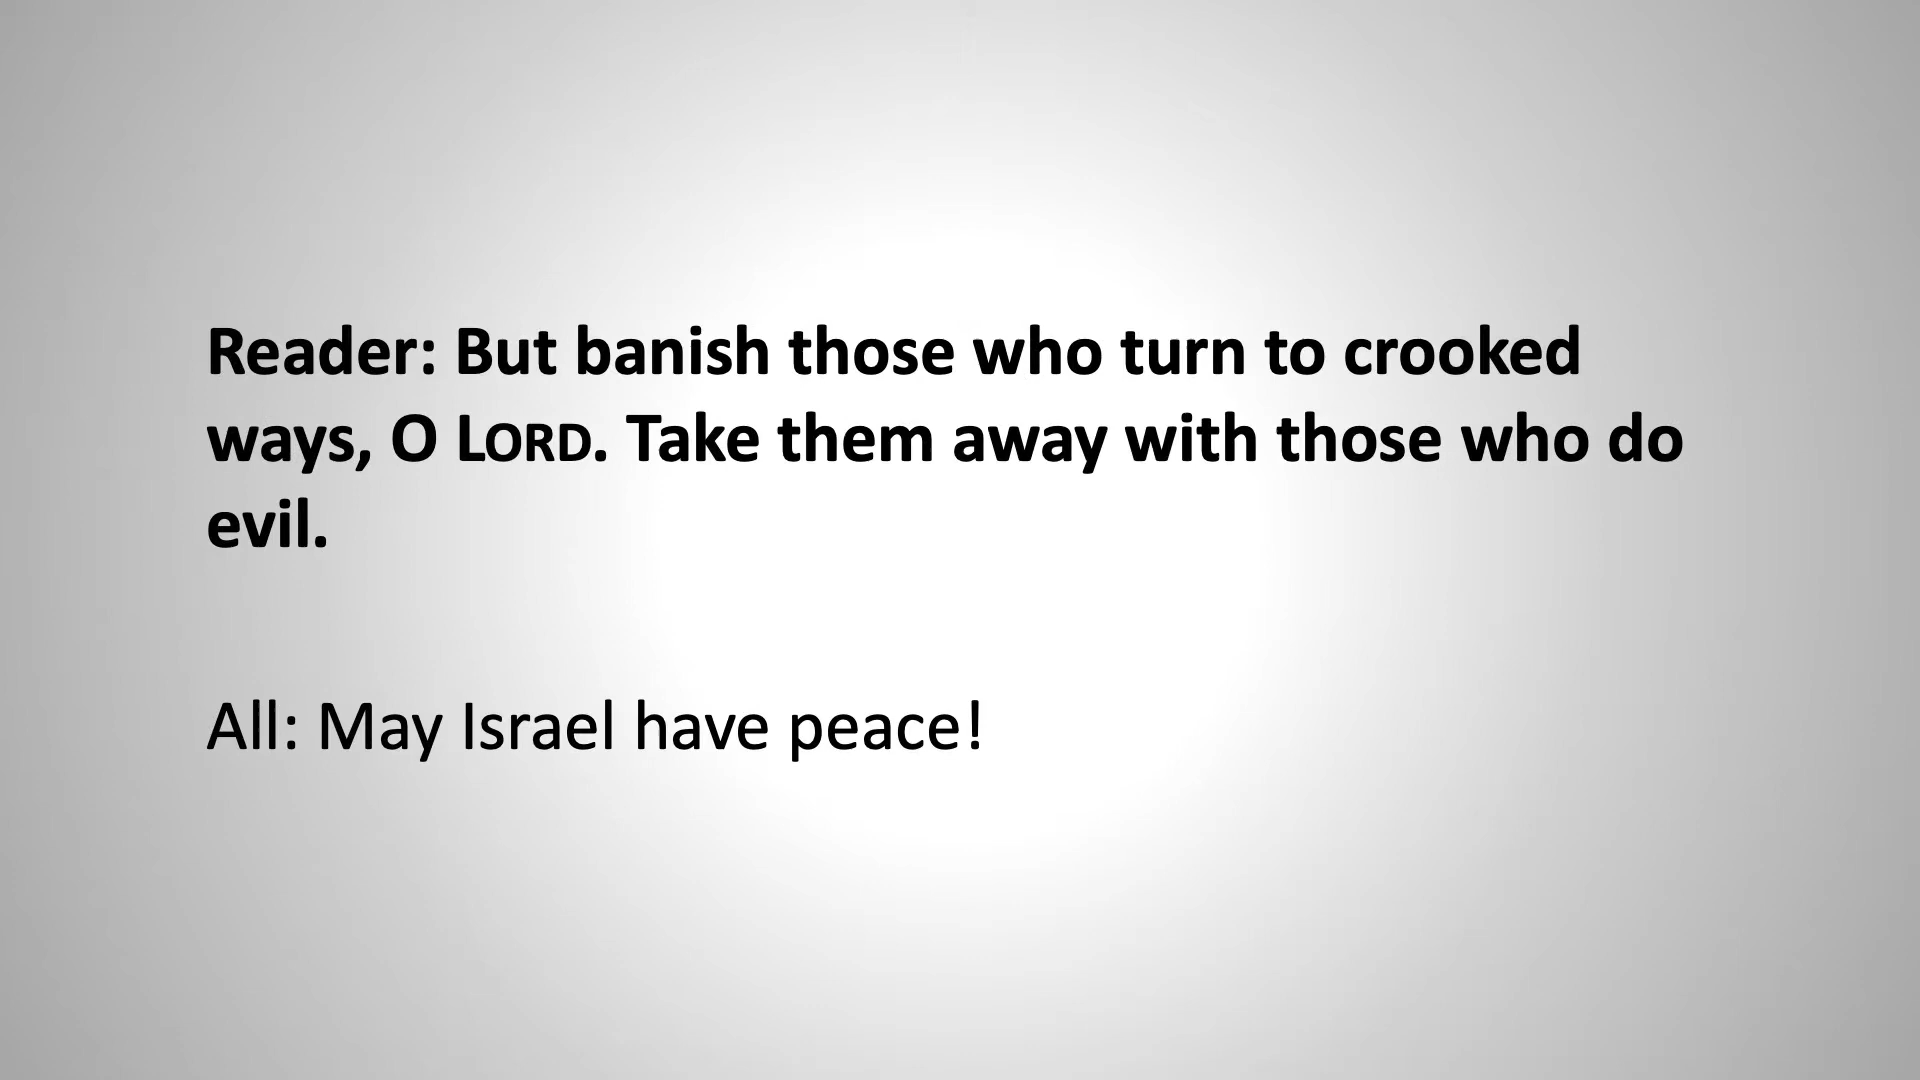 Reader: But banish those who turn to crooked
ways, O LORD. Take them away with those who do
evil.
All: May Israel have peace!